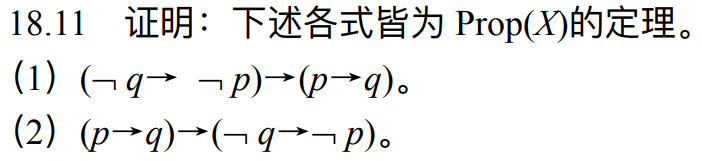 18.11 证明：下述各式皆为 Prop(X)的定理。
(1) (¬ q→ ¬ p)→(p→q)。
(2) (p→q)→(¬ q→¬ p)。